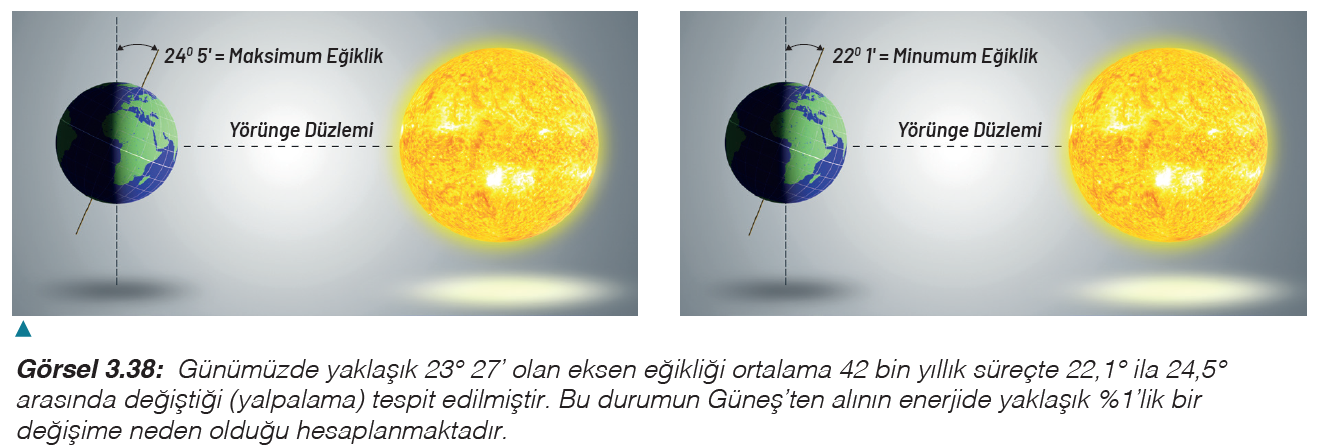 24⁰ 5' = Maksimum Eğiklik
Yörünge Düzlemi
22⁰ 1' = Minumum Eğiklik
Yörünge Düzlemi
Görsel 3.38: Günümüzde yaklaşık 23° 27’ olan eksen eğikliği ortalama 42 bin yıllık süreçte 22,1° ila 24,5°
arasında değiştiği (yalpalama) tespit edilmiştir. Bu durumun Güneş’ten alının enerjide yaklaşık %1’lik bir
değişime neden olduğu hesaplanmaktadır.